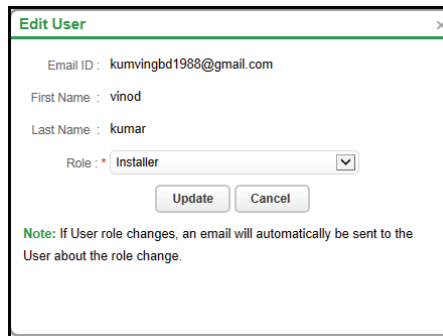 Edit User ×
Email ID : kumvingbd1988@gmail.com
First Name : vinod
Last Name : kumar
Role : * Installer
Update Cancel
Note: If User role changes, an email will automatically be sent to the
User about the role change.